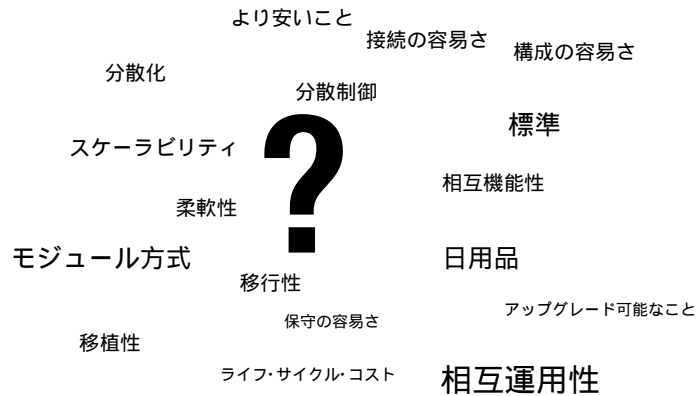 より安いこと
接続の容易さ
構成の容易さ
分散化
分散制御
標準
スケーラビリティ
相互機能性
柔軟性
?
モジュール方式
日用品
移行性
アップグレード可能なこと
保守の容易さ
移植性
ライフ・サイクル・コスト
相互運用性